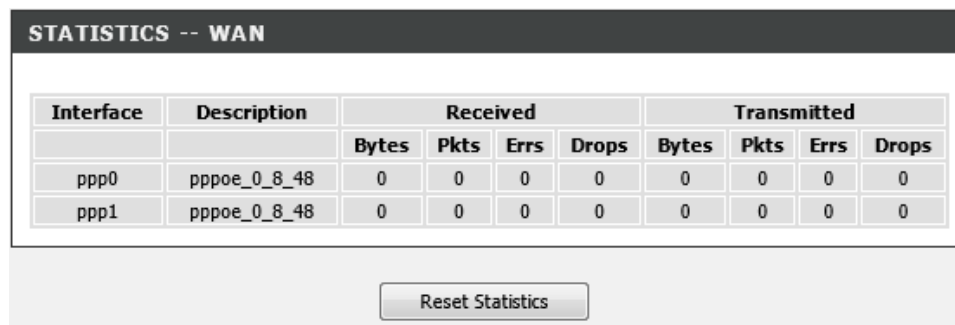 STATISTICS -- WAN
Interface Description Received Transmitted
Bytes Pkts Errs Drops Bytes Pkts Errs Drops
ppp0 pppoe_0_8_48 0 0 0 0 0 0 0 0
ppp1 pppoe_0_8_48 0 0 0 0 0 0 0 0
Reset Statistics